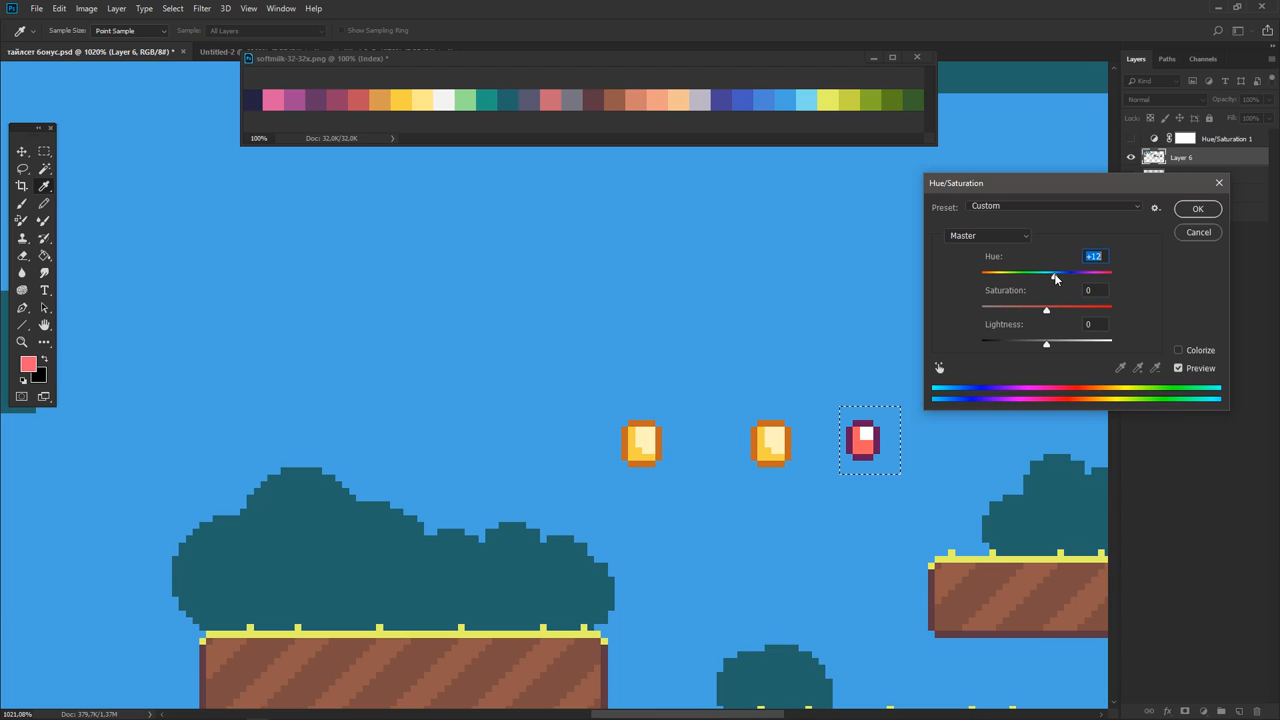 Ps File Edit Image Layer Type Select Filter 3D View Window Help
Sample Size: Point Sample Sample: All Layers Show Sampling Ring
тайлсет бонус.psd @ 1020% (Layer 6, RGB/8#) * × Untitled-2
softmilk-32-32x.png @ 100% (Index) *
100% Doc: 32,0K/32,0K
Layers Paths Channels
Kind
Normal Opacity: 100%
Lock: Fill: 100%
Hue/Saturation 1
Layer 6
Hue/Saturation
Preset: Custom OK
Master Cancel
Hue: +12
Saturation: 0
Lightness: 0
Colorize
Preview
1021,08% Doc: 379,7K/1,37M